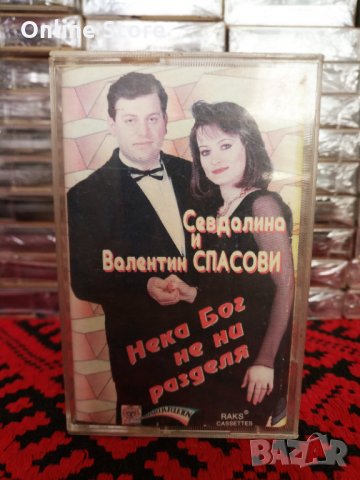 Online Store
Севдалина
и
Валентин СПАСОВИ
Нека Бог
не ни
разделя
RAKS®
CASSETTES
BAZAR